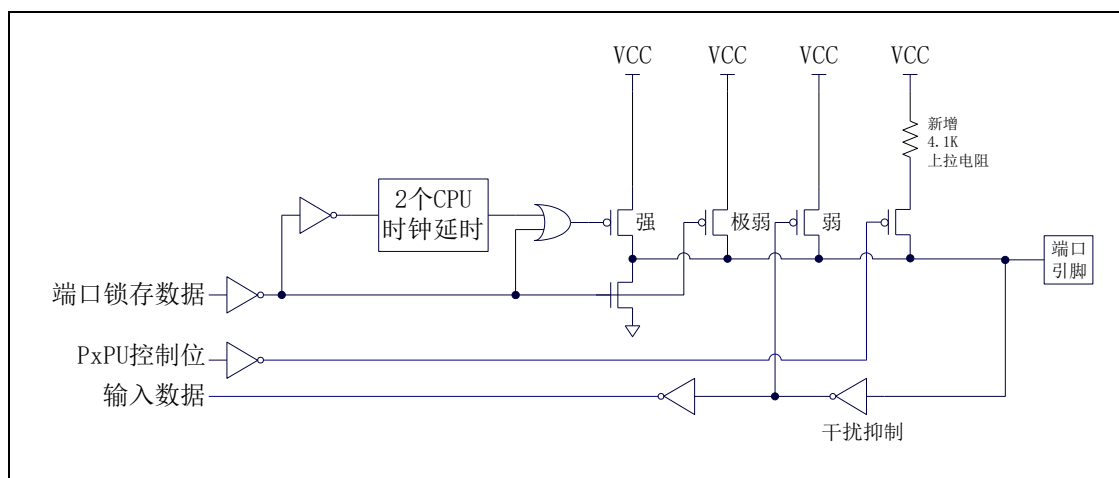 VCC
VCC
VCC
VCC
新增
4.1K
上拉电阻
2个CPU
时钟延时
强
极弱
弱
端口
引脚
端口锁存数据
PxPU控制位
输入数据
干扰抑制